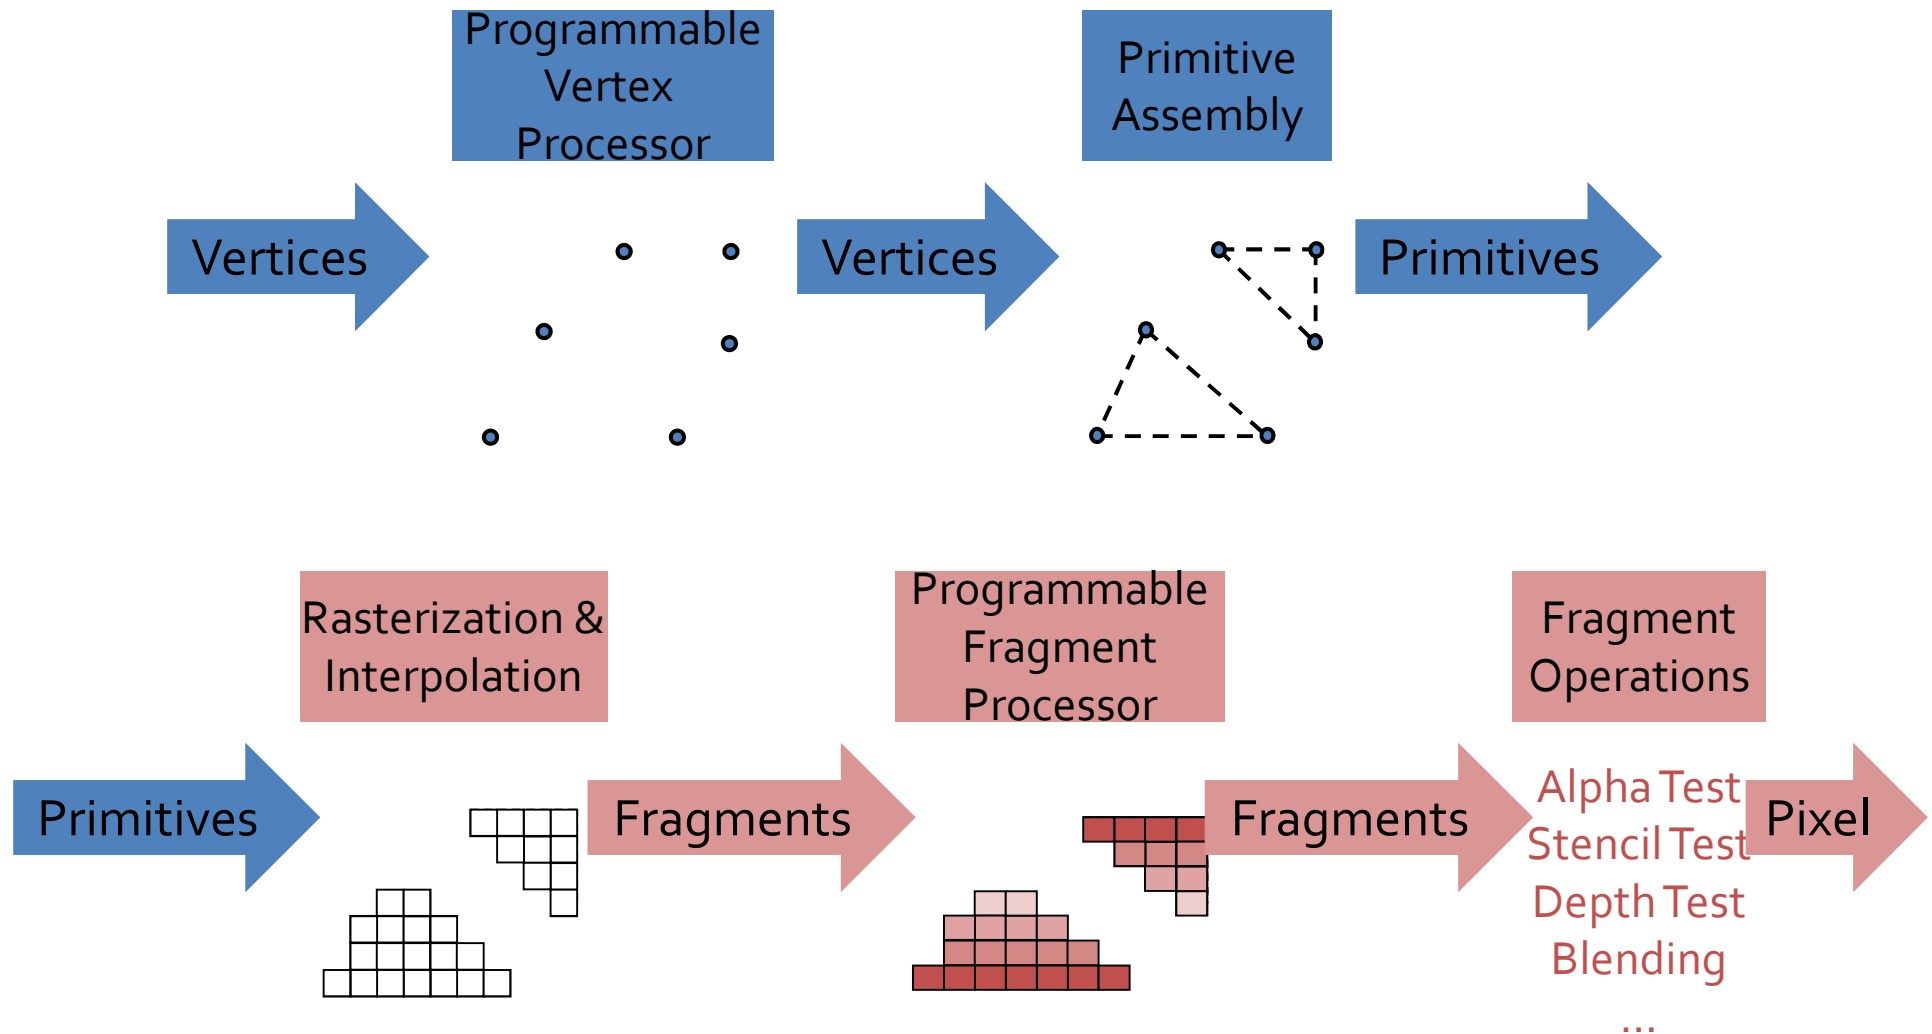 Programmable
Vertex
Processor
Primitive
Assembly
Vertices
Vertices
Primitives
Rasterization &
Interpolation
Programmable
Fragment
Processor
Fragment
Operations
Primitives
Fragments
Fragments
Alpha Test
Stencil Test
Depth Test
Blending
...
Pixel